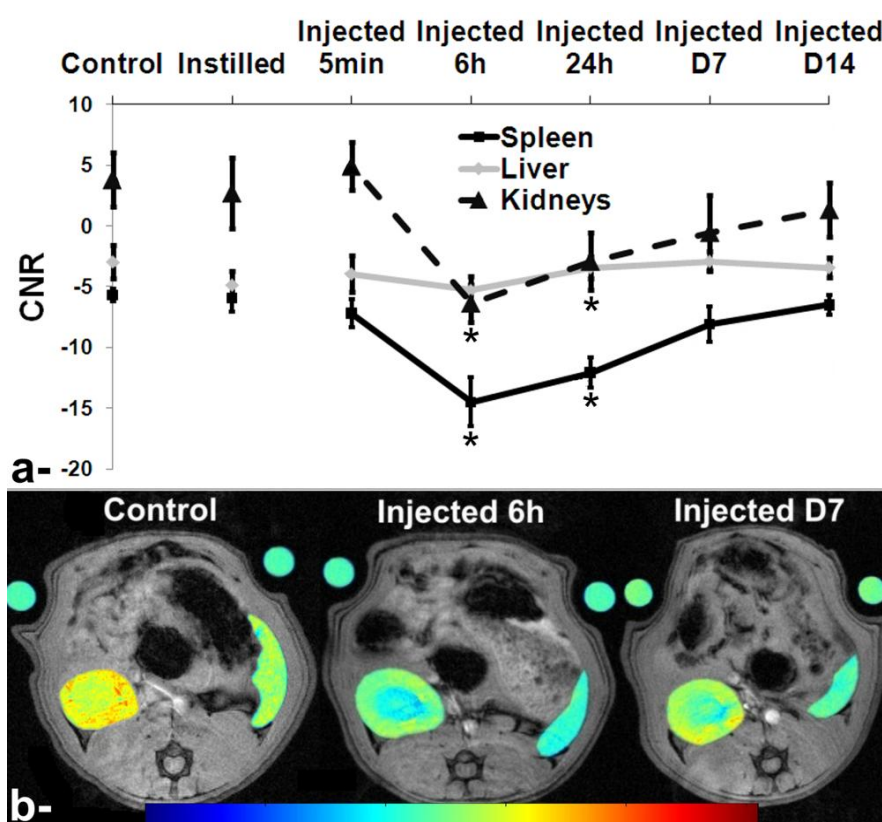 Injected Injected Injected Injected Injected
Control Instilled 5min 6h 24h D7 D14
10
5
0
-5
-10
-15
-20
CNR
Spleen
Liver
Kidneys
*
*
*
*
a-
Control Injected 6h Injected D7
b-